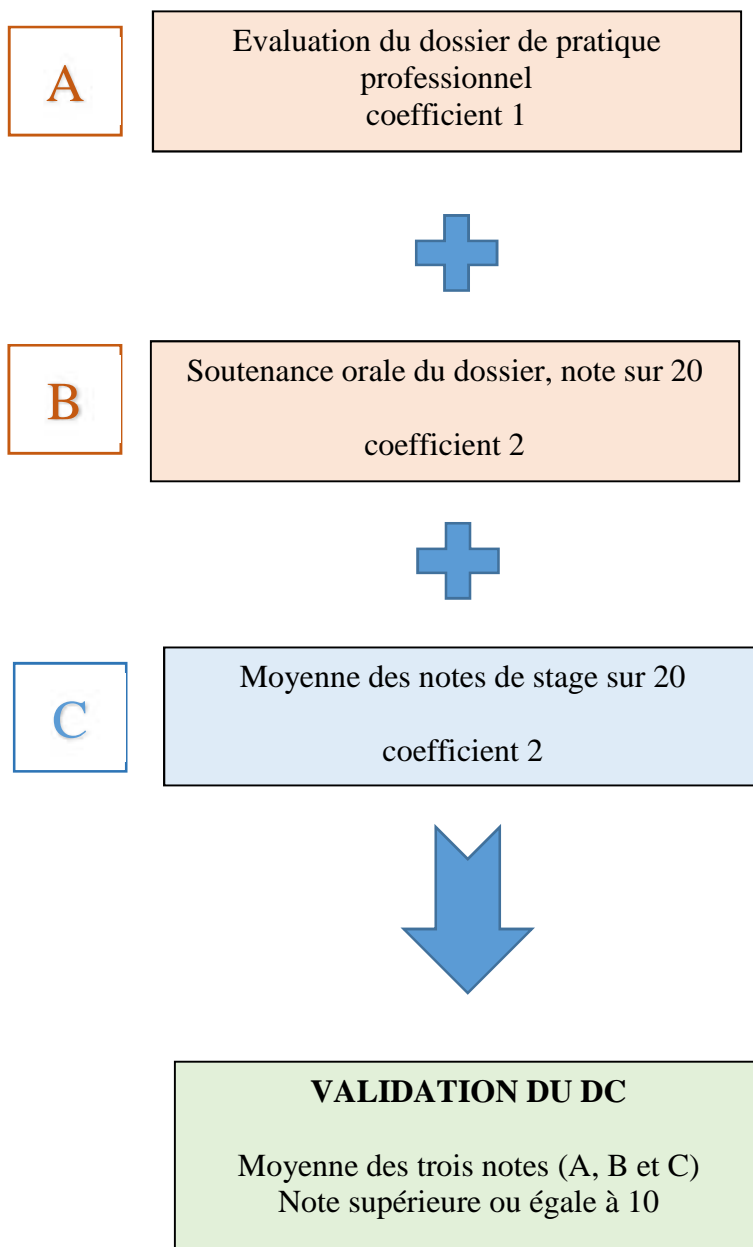 A
Evaluation du dossier de pratique
professionnel
coefficient 1
B
Soutenance orale du dossier, note sur 20
coefficient 2
C
Moyenne des notes de stage sur 20
coefficient 2
VALIDATION DU DC
Moyenne des trois notes (A, B et C)
Note supérieure ou égale à 10